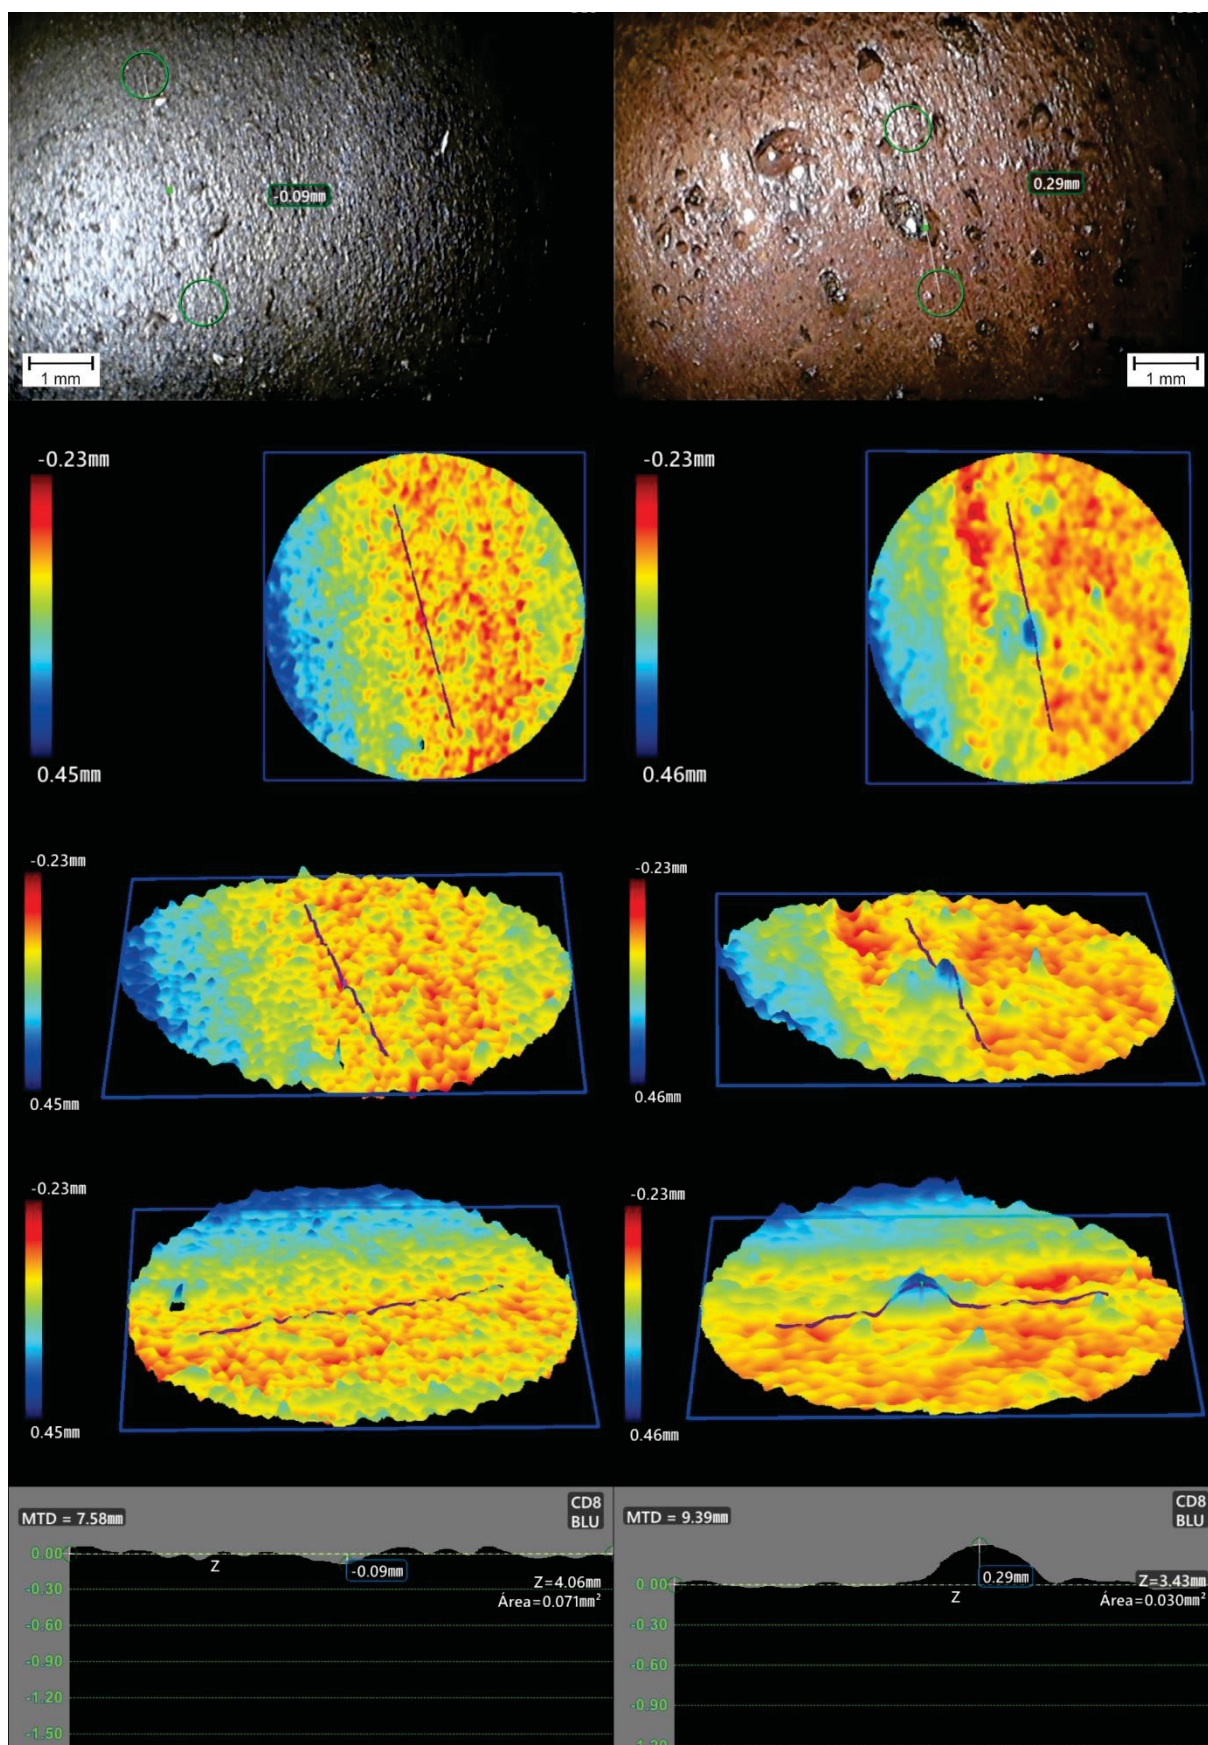 -0.09mm
1 mm
0.29mm
1 mm
-0.23mm
0.45mm
-0.23mm
0.46mm
-0.23mm
0.45mm
-0.23mm
0.46mm
-0.23mm
0.45mm
-0.23mm
0.46mm
MTD = 7.58mm
CD8
BLU
0.00
-0.30
-0.60
-0.90
-1.20
-1.50
Z
-0.09mm
Z=4.06mm
Área=0.071mm²
MTD = 9.39mm
CD8
BLU
0.00
-0.30
-0.60
-0.90
Z
0.29mm
Z=3.43mm
Área=0.030mm²